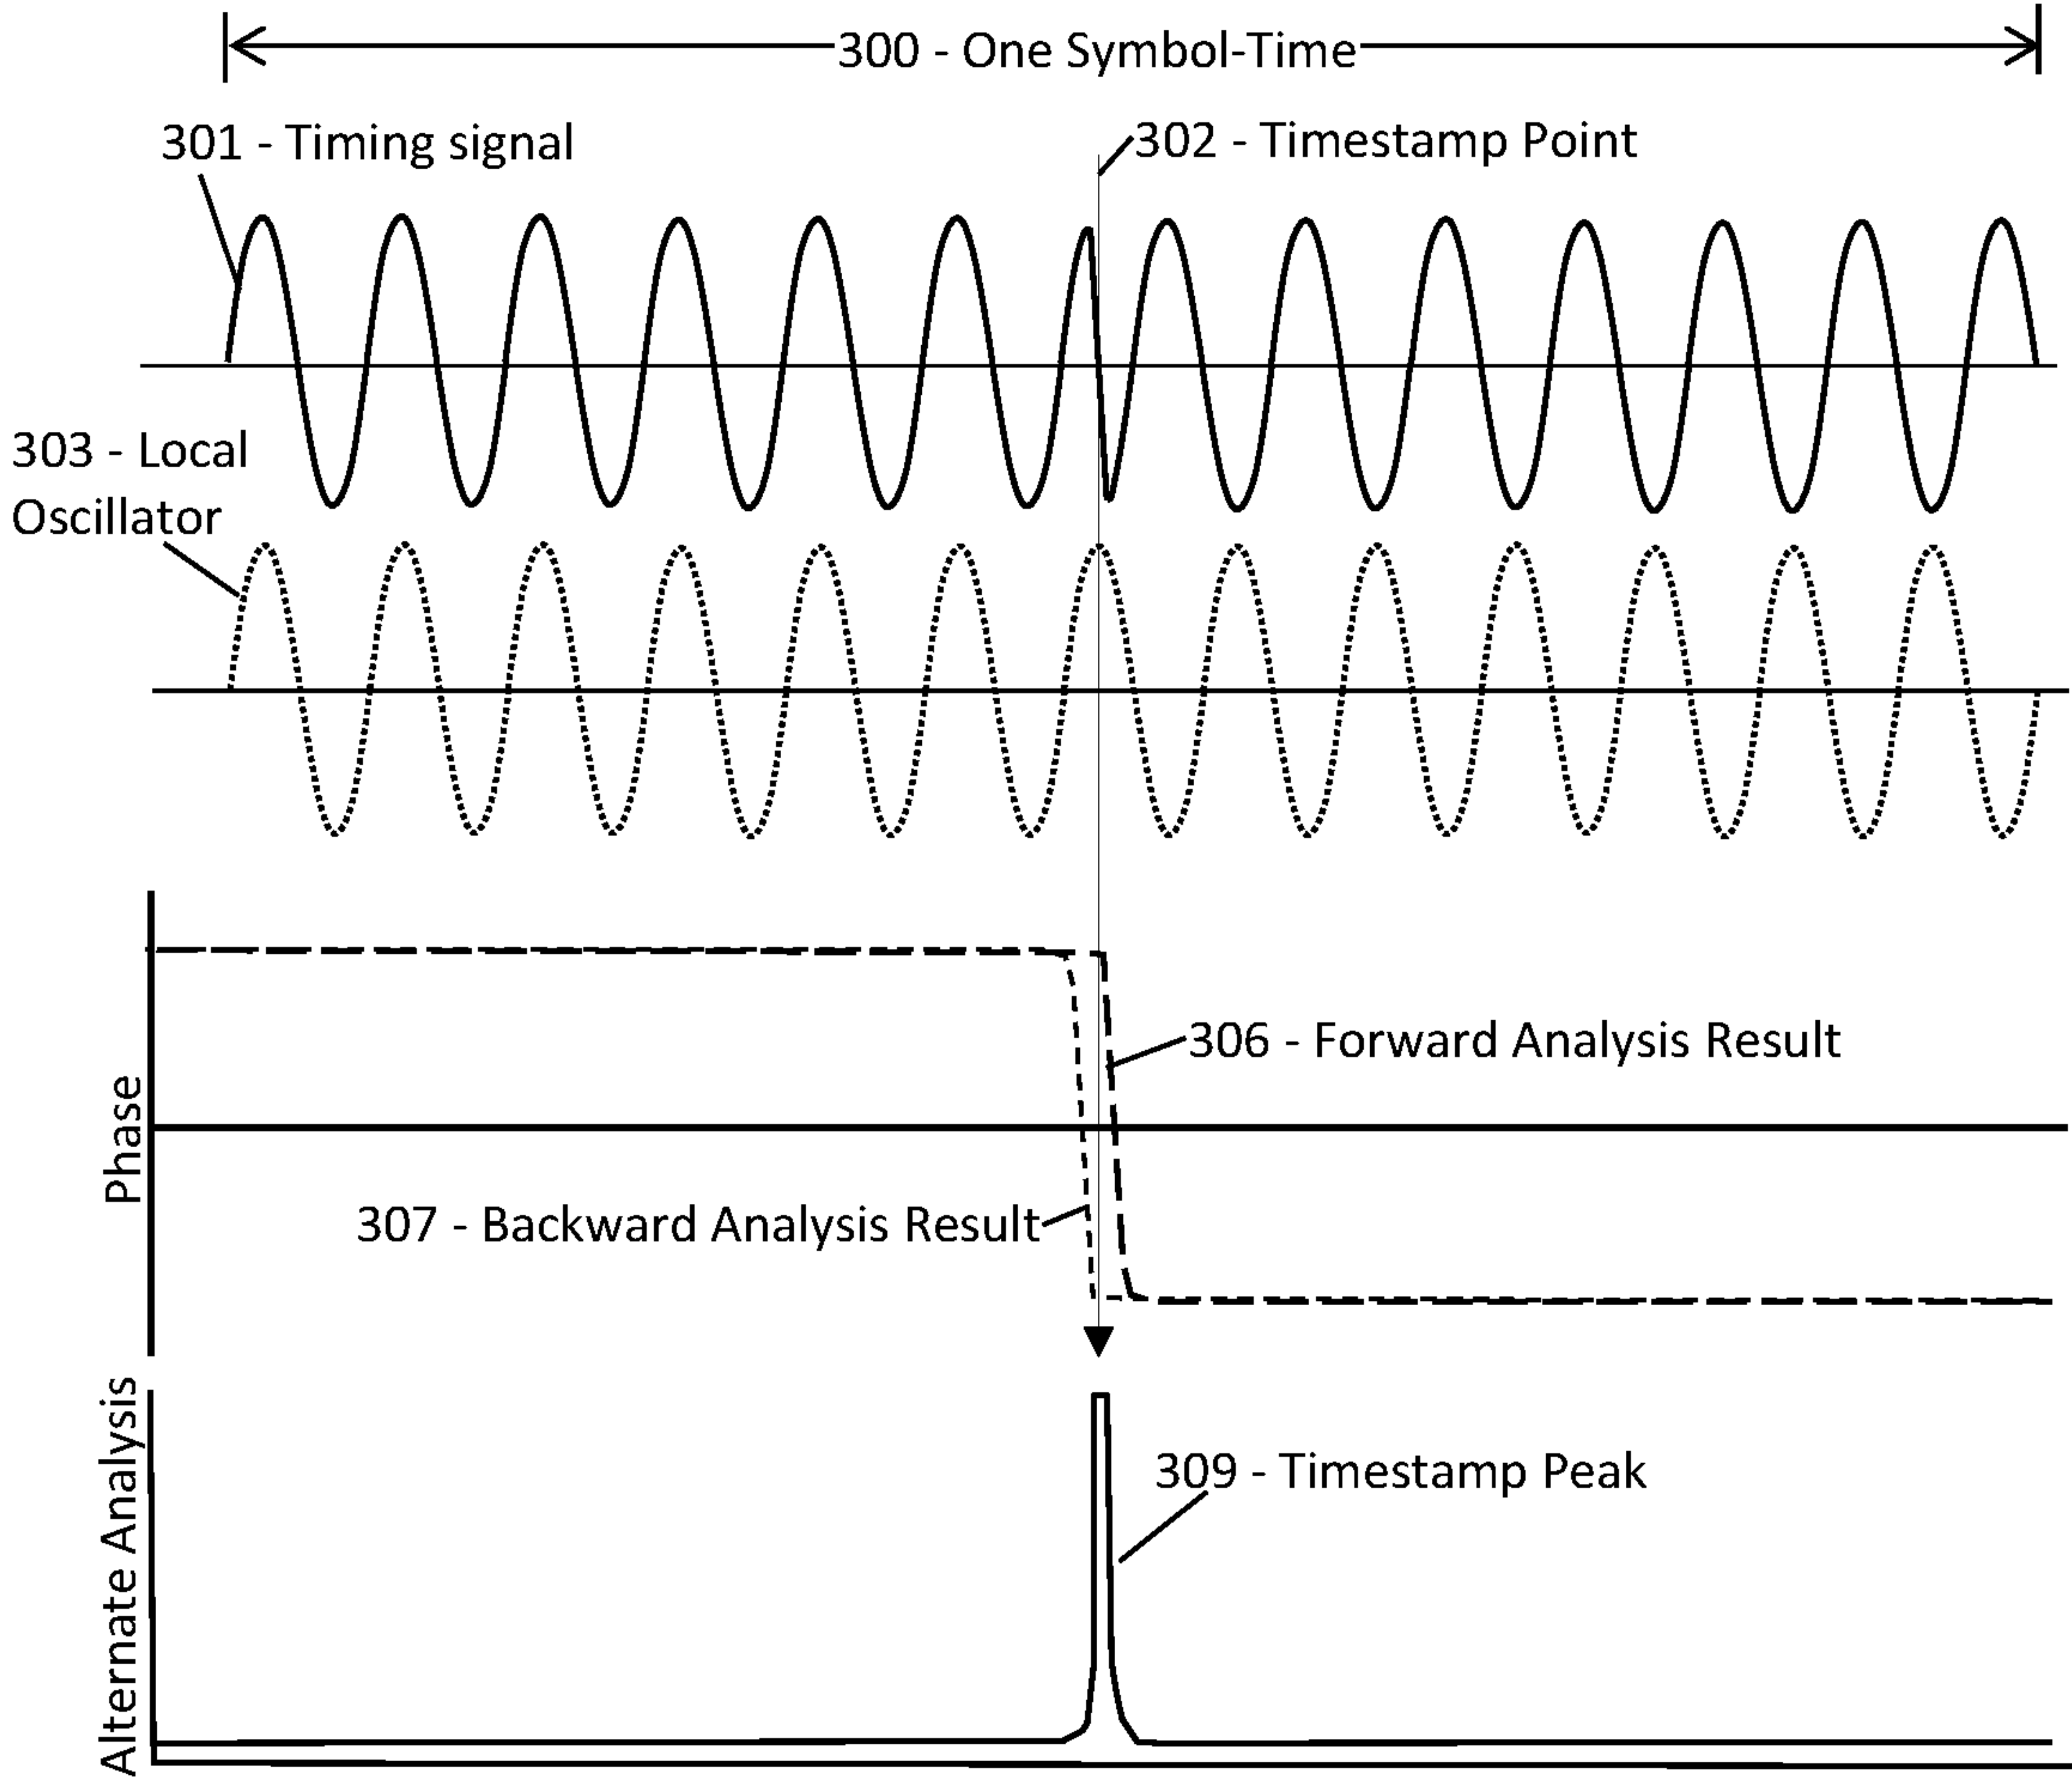 300 - One Symbol-Time
301 - Timing signal
302 - Timestamp Point
303 - Local
Oscillator
306 - Forward Analysis Result
Phase
307 - Backward Analysis Result
309 - Timestamp Peak
Alternate Analysis